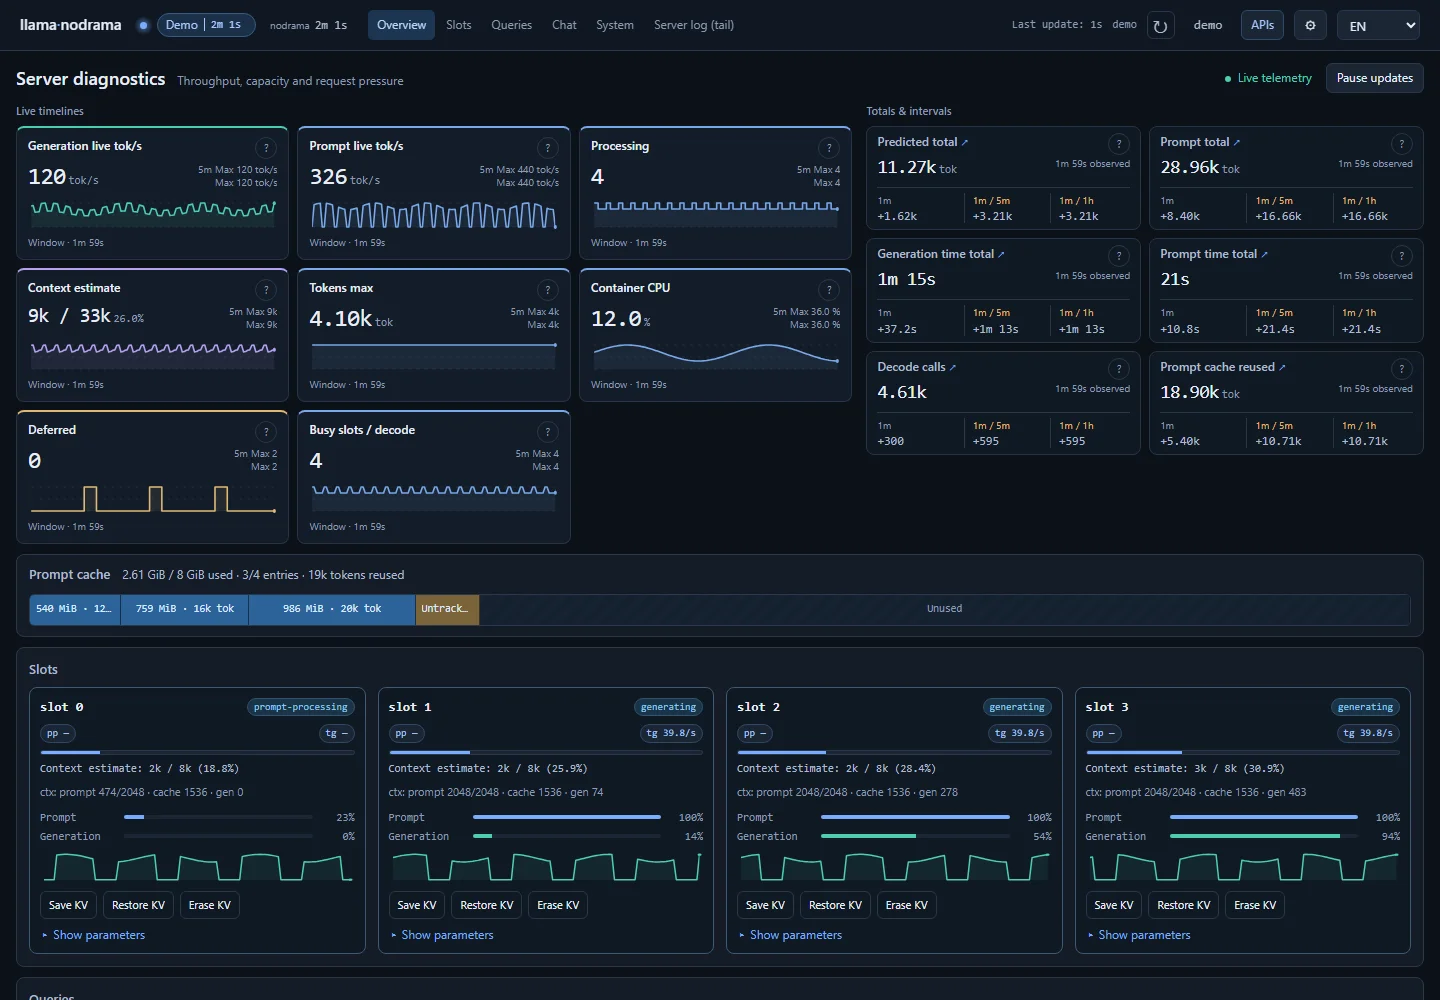 llama·nodrama
Demo | 2m 1s
nodrama 2m 1s
Overview
Slots
Queries
Chat
System
Server log (tail)
Last update: 1s demo
demo
APIs
EN
Server diagnostics
Throughput, capacity and request pressure
Live telemetry
Pause updates
Live timelines
Generation live tok/s
?
120 tok/s
5m Max 120 tok/s
Max 120 tok/s
Window · 1m 59s
Prompt live tok/s
?
326 tok/s
5m Max 440 tok/s
Max 440 tok/s
Window · 1m 59s
Processing
?
4
5m Max 4
Max 4
Window · 1m 59s
Context estimate
?
9k / 33k 26.0%
5m Max 9k
Max 9k
Window · 1m 59s
Tokens max
?
4.10k tok
5m Max 4k
Max 4k
Window · 1m 59s
Container CPU
?
12.0 %
5m Max 36.0 %
Max 36.0 %
Window · 1m 59s
Deferred
?
0
5m Max 2
Max 2
Window · 1m 59s
Busy slots / decode
?
4
5m Max 4
Max 4
Window · 1m 59s
Totals & intervals
Predicted total ↗
?
11.27k tok
1m 59s observed
1m
+1.62k
1m / 5m
+3.21k
1m / 1h
+3.21k
Prompt total ↗
?
28.96k tok
1m 59s observed
1m
+8.40k
1m / 5m
+16.66k
1m / 1h
+16.66k
Generation time total ↗
?
1m 15s
1m 59s observed
1m
+37.2s
1m / 5m
+1m 13s
1m / 1h
+1m 13s
Prompt time total ↗
?
21s
1m 59s observed
1m
+10.8s
1m / 5m
+21.4s
1m / 1h
+21.4s
Decode calls ↗
?
4.61k
1m 59s observed
1m
+300
1m / 5m
+595
1m / 1h
+595
Prompt cache reused ↗
?
18.90k tok
1m 59s observed
1m
+5.40k
1m / 5m
+10.71k
1m / 1h
+10.71k
Prompt cache
2.61 GiB / 8 GiB used · 3/4 entries · 19k tokens reused
540 MiB · 12…
759 MiB · 16k tok
986 MiB · 20k tok
Untrack…
Unused
Slots
slot 0
prompt-processing
pp —
tg —
Context estimate: 2k / 8k (18.8%)
ctx: prompt 474/2048 · cache 1536 · gen 0
Prompt 23%
Generation 0%
Save KV
Restore KV
Erase KV
Show parameters
slot 1
generating
pp —
tg 39.8/s
Context estimate: 2k / 8k (25.9%)
ctx: prompt 2048/2048 · cache 1536 · gen 74
Prompt 100%
Generation 14%
Save KV
Restore KV
Erase KV
Show parameters
slot 2
generating
pp —
tg 39.8/s
Context estimate: 2k / 8k (28.4%)
ctx: prompt 2048/2048 · cache 1536 · gen 278
Prompt 100%
Generation 54%
Save KV
Restore KV
Erase KV
Show parameters
slot 3
generating
pp —
tg 39.8/s
Context estimate: 3k / 8k (30.9%)
ctx: prompt 2048/2048 · cache 1536 · gen 483
Prompt 100%
Generation 94%
Save KV
Restore KV
Erase KV
Show parameters
Queries